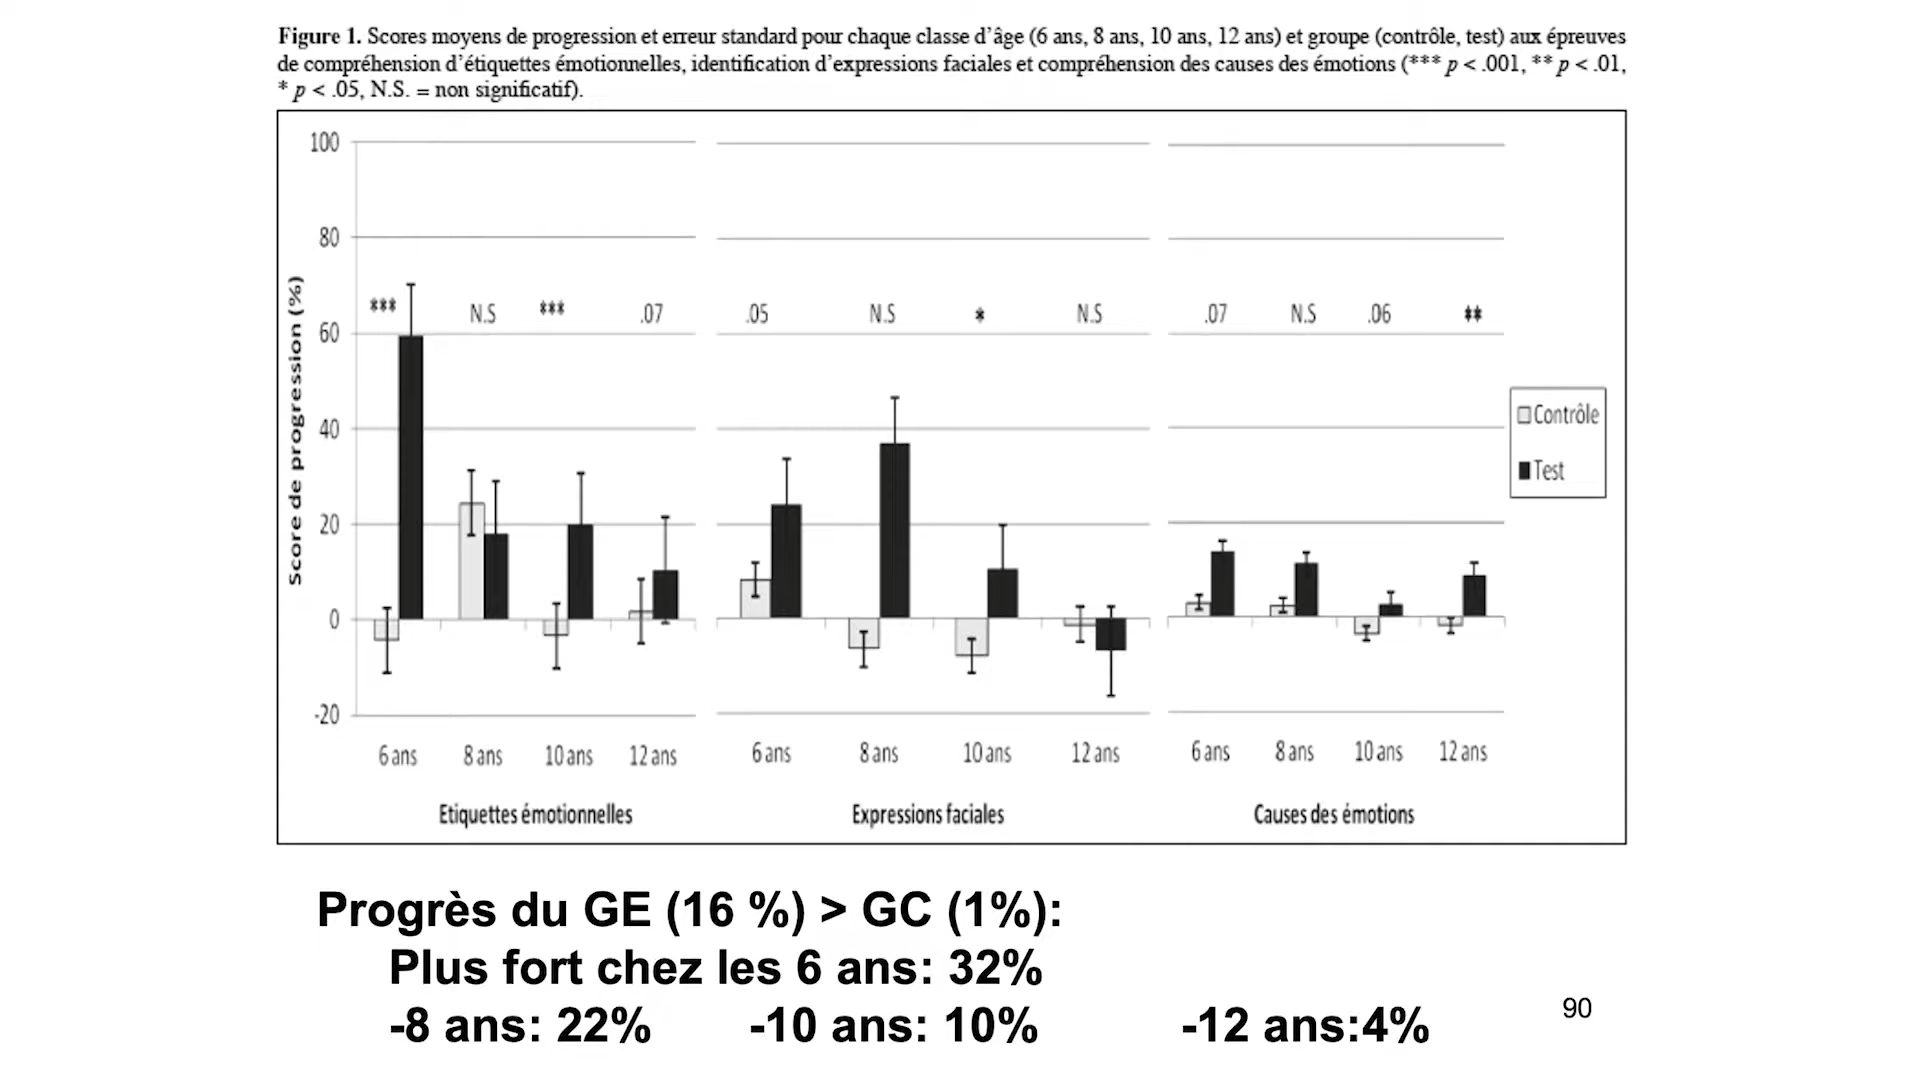 Figure 1. Scores moyens de progression et erreur standard pour chaque classe d'âge (6 ans, 8 ans, 10 ans, 12 ans) et groupe (contrôle, test) aux épreuves
de compréhension d'étiquettes émotionnelles, identification d'expressions faciales et compréhension des causes des émotions (*** p < .001, ** p < .01,
* p < .05, N.S. = non significatif).
Score de progression (%)
100
80
60
40
20
0
-20
*** N.S *** .07 .05 N.S * N.S .07 N.S .06 **
Contrôle
Test
6 ans 8 ans 10 ans 12 ans 6 ans 8 ans 10 ans 12 ans 6 ans 8 ans 10 ans 12 ans
Etiquettes émotionnelles Expressions faciales Causes des émotions
Progrès du GE (16 %) > GC (1%):
Plus fort chez les 6 ans: 32%
-8 ans: 22% -10 ans: 10% -12 ans:4%
90